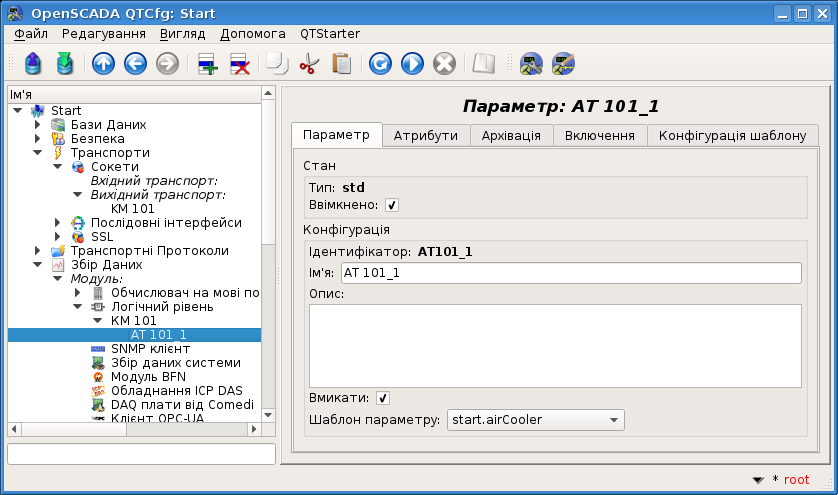 OpenSCADA QTCfg: Start
Файл Редагування Вигляд Допомога QTStarter
Ім'я
Start
Бази Даних
Безпека
Транспорти
Сокети
Вхідний транспорт:
Вихідний транспорт:
КМ 101
Послідовні інтерфейси
SSL
Транспортні Протоколи
Збір Даних
Модуль:
Обчислювач на мові по
Логічний рівень
КМ 101
AT 101_1
SNMP клієнт
Збір даних системи
Модуль BFN
Обладнання ICP DAS
DAQ плати від Comedi
Клієнт OPC-UA
Параметр: AT 101_1
Параметр Атрибути Архівація Включення Конфігурація шаблону
Стан
Тип: std
Ввімкнено:
Конфігурація
Ідентифікатор: AT101_1
Ім'я: AT 101_1
Опис:
Вмикати:
Шаблон параметру: start.airCooler
* root